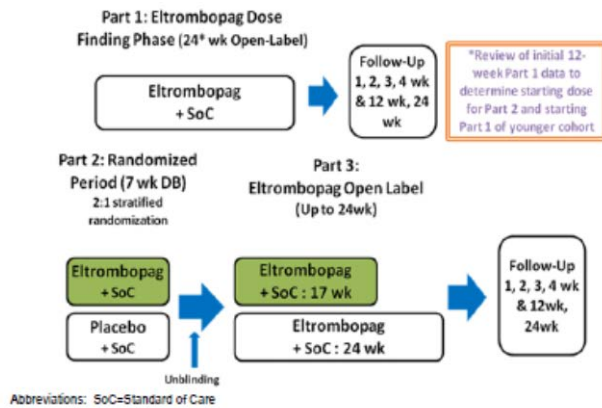 Part 1: Eltrombopag Dose
Finding Phase (24* wk Open-Label)
Eltrombopag
+ SoC
Follow-Up
1, 2, 3, 4 wk
& 12 wk, 24
wk
*Review of initial 12-
week Part 1 data to
determine starting dose
for Part 2 and starting
Part 1 of younger cohort
Part 2: Randomized
Period (7 wk DB)
2:1 stratified
randomization
Part 3:
Eltrombopag Open Label
(Up to 24wk)
Eltrombopag
+ SoC
Placebo
+ SoC
Unblinding
Eltrombopag
+ SoC : 17 wk
Eltrombopag
+ SoC : 24 wk
Follow-Up
1, 2, 3, 4 wk
& 12wk,
24wk
Abbreviations: SoC=Standard of Care